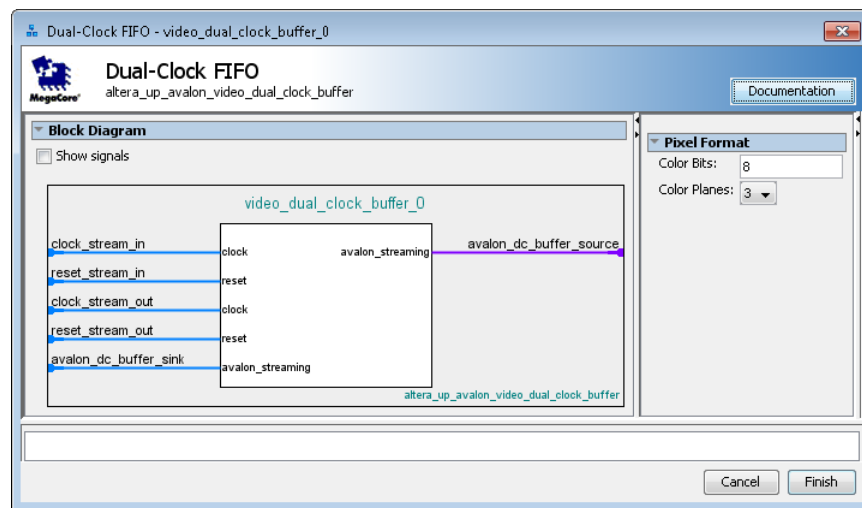 Dual-Clock FIFO - video_dual_clock_buffer_0
MegaCore®
Dual-Clock FIFO
altera_up_avalon_video_dual_clock_buffer
Documentation
Block Diagram
Show signals
video_dual_clock_buffer_0
clock_stream_in
clock
avalon_streaming
avalon_dc_buffer_source
reset_stream_in
reset
clock_stream_out
clock
reset_stream_out
reset
avalon_dc_buffer_sink
avalon_streaming
altera_up_avalon_video_dual_clock_buffer
Pixel Format
Color Bits: 8
Color Planes: 3
Cancel Finish